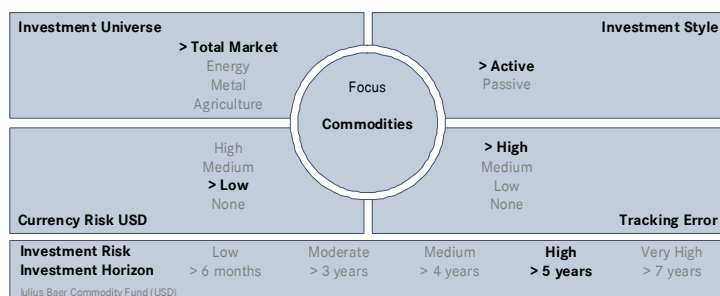 Investment Universe
> Total Market
Energy
Metal
Agriculture
Investment Style
> Active
Passive
Focus
Commodities
High
Medium
> Low
None
Currency Risk USD
> High
Medium
Low
None
Tracking Error
Investment Risk Low Moderate Medium High Very High
Investment Horizon > 6 months > 3 years > 4 years > 5 years > 7 years
Julius Baer Commodity Fund (USD)